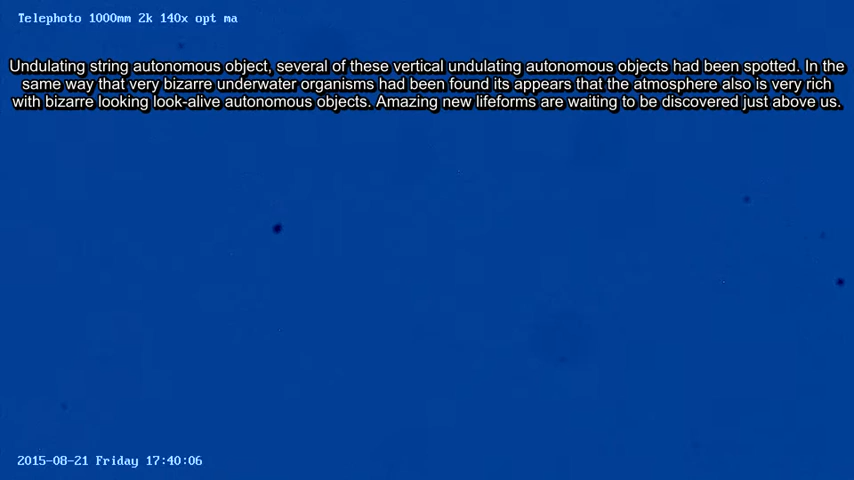 Telephoto 1000mm 2k 140x opt ma
Undulating string autonomous object, several of these vertical undulating autonomous objects had been spotted. In the
same way that very bizarre underwater organisms had been found its appears that the atmosphere also is very rich
with bizarre looking look-alive autonomous objects. Amazing new lifeforms are waiting to be discovered just above us.
2015-08-21 Friday 17:40:06